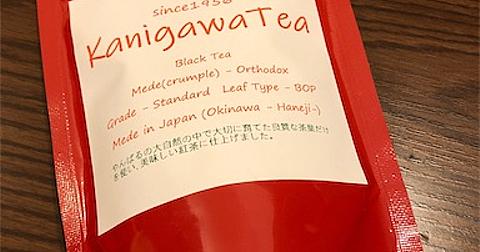 since1950
KanigawaTea
Black Tea
Mede(crumple) - Orthodox
Grade - Standard Leaf Type - BOP
Mede in Japan (Okinawa - Haneji-)
やんばるの大自然の中で大切に育てた良質な茶葉だけ
を使い、美味しい紅茶に仕上げました。